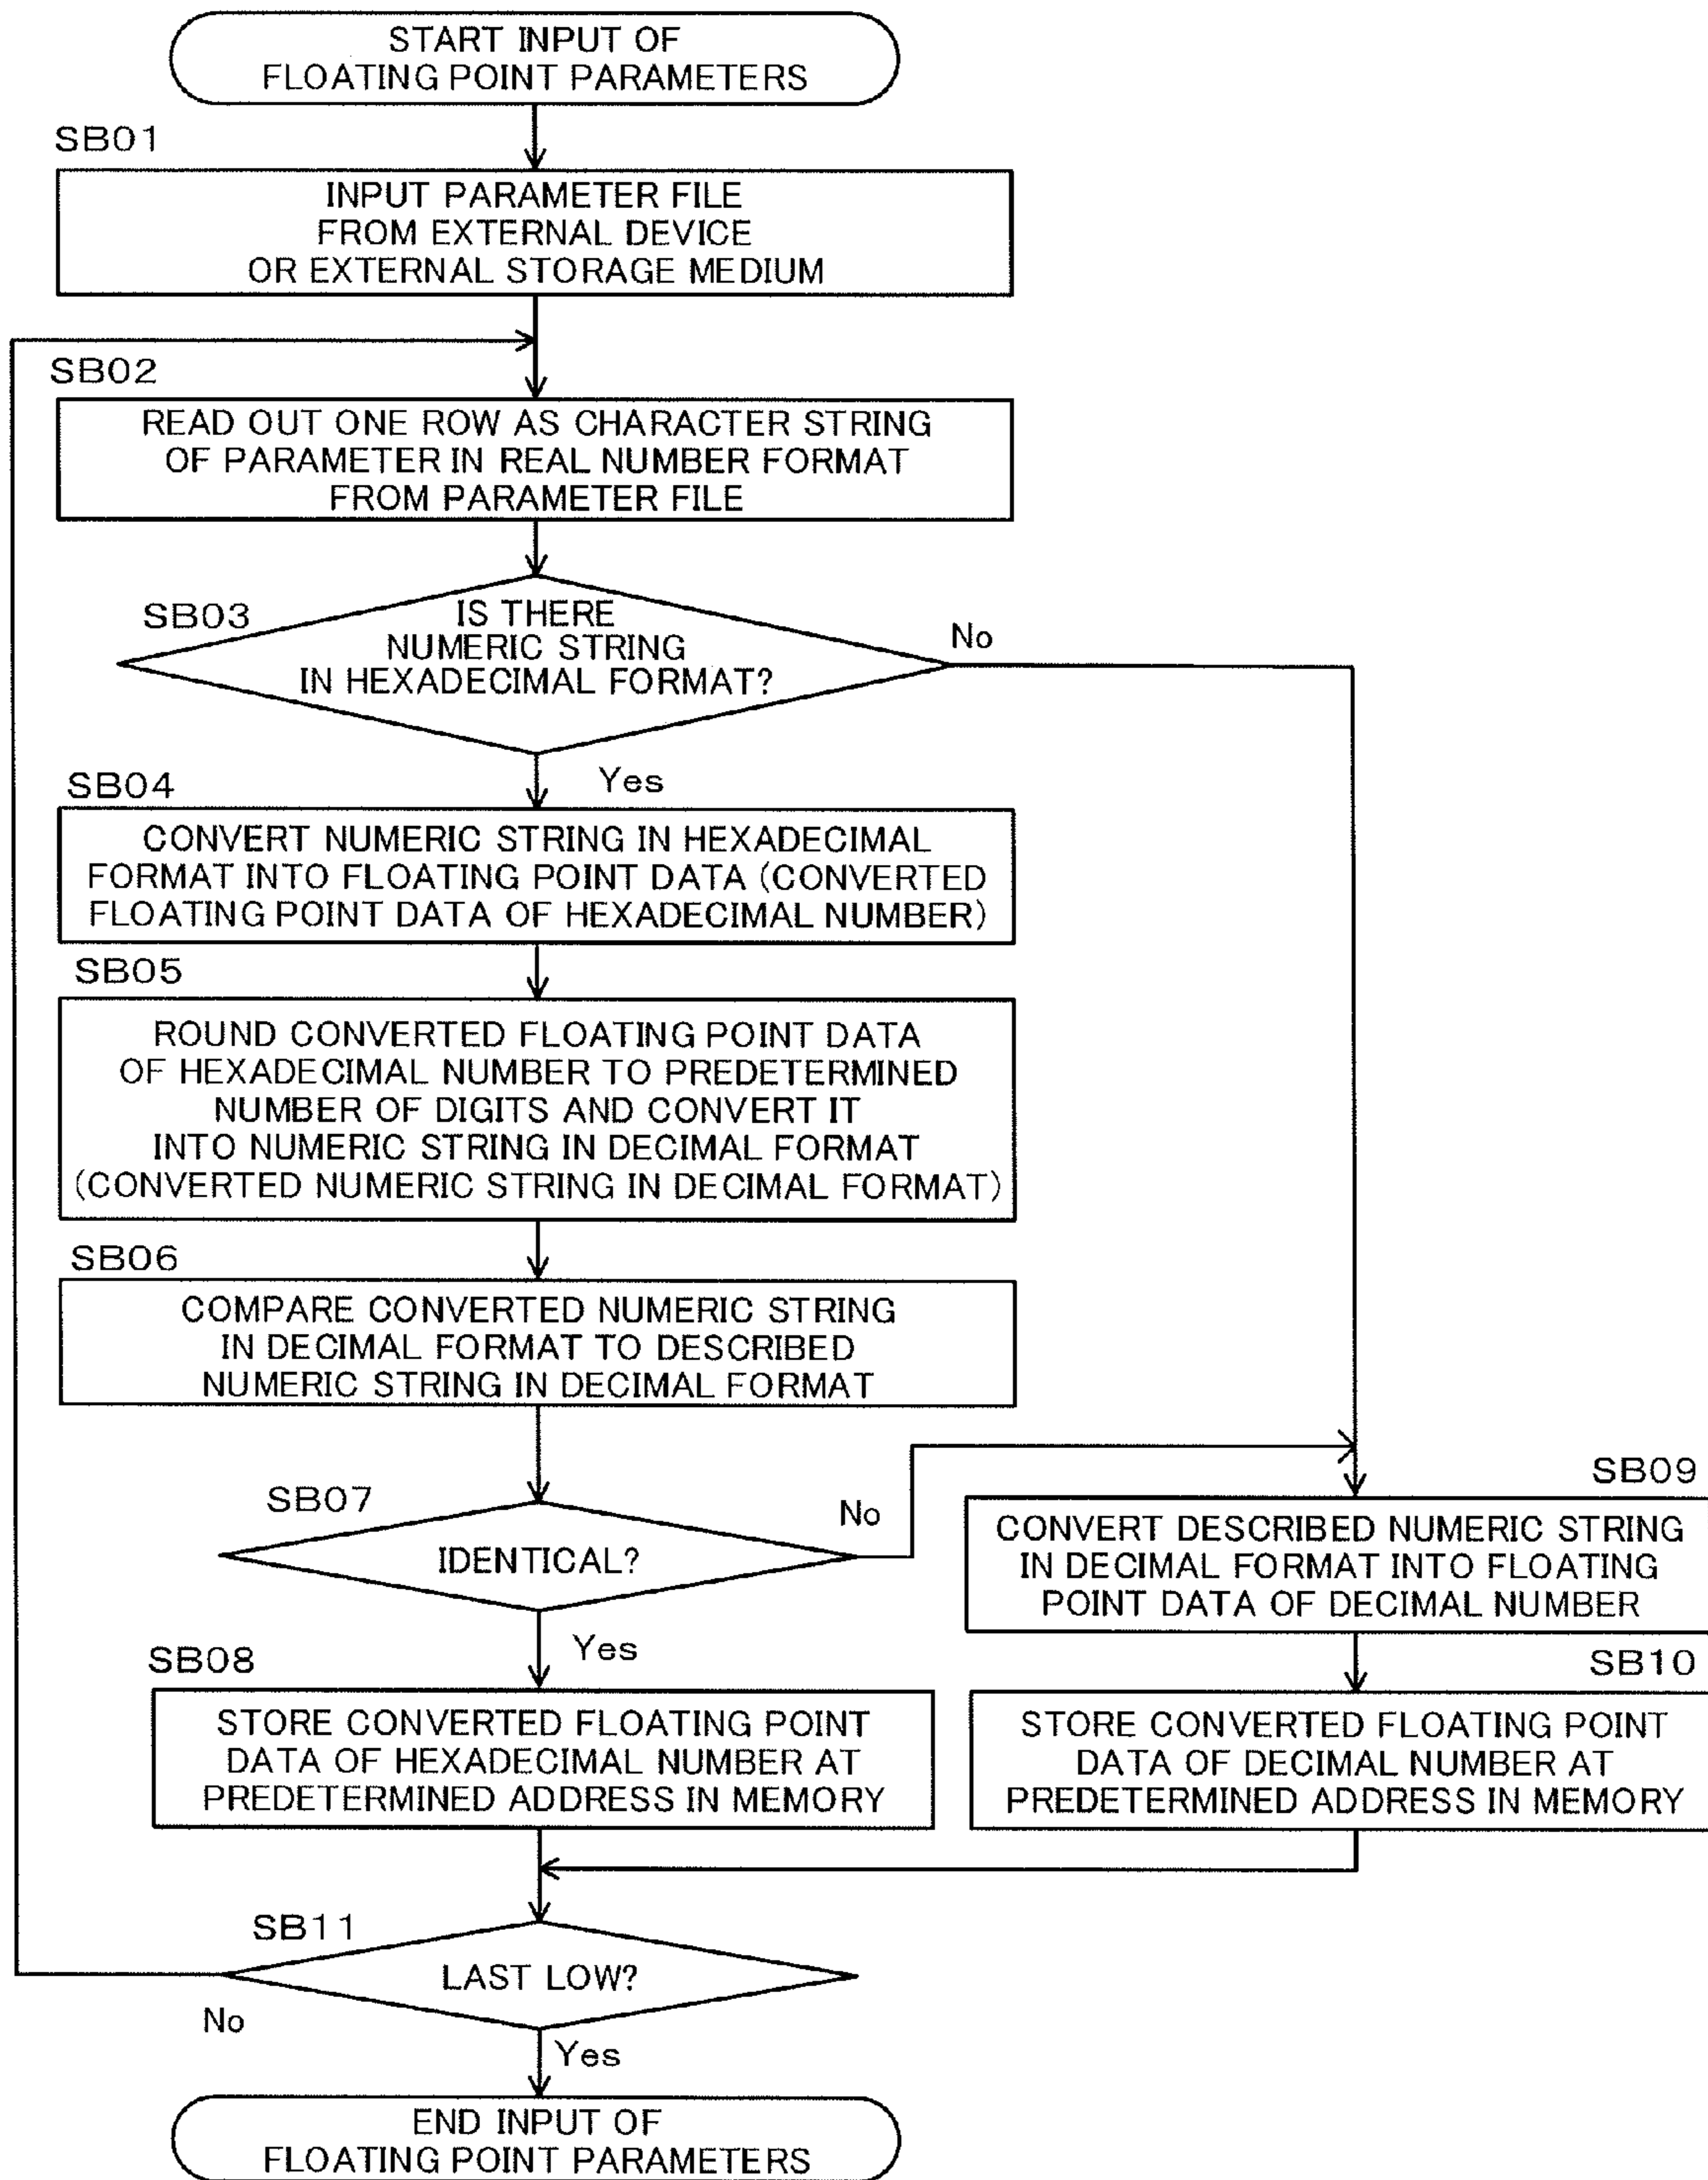 START INPUT OF
FLOATING POINT PARAMETERS
SB01
INPUT PARAMETER FILE
FROM EXTERNAL DEVICE
OR EXTERNAL STORAGE MEDIUM
SB02
READ OUT ONE ROW AS CHARACTER STRING
OF PARAMETER IN REAL NUMBER FORMAT
FROM PARAMETER FILE
SB03
IS THERE
NUMERIC STRING
IN HEXADECIMAL FORMAT?
No
Yes
SB04
CONVERT NUMERIC STRING IN HEXADECIMAL
FORMAT INTO FLOATING POINT DATA (CONVERTED
FLOATING POINT DATA OF HEXADECIMAL NUMBER)
SB05
ROUND CONVERTED FLOATING POINT DATA
OF HEXADECIMAL NUMBER TO PREDETERMINED
NUMBER OF DIGITS AND CONVERT IT
INTO NUMERIC STRING IN DECIMAL FORMAT
(CONVERTED NUMERIC STRING IN DECIMAL FORMAT)
SB06
COMPARE CONVERTED NUMERIC STRING
IN DECIMAL FORMAT TO DESCRIBED
NUMERIC STRING IN DECIMAL FORMAT
SB07
IDENTICAL?
No
Yes
SB08
STORE CONVERTED FLOATING POINT
DATA OF HEXADECIMAL NUMBER AT
PREDETERMINED ADDRESS IN MEMORY
SB09
CONVERT DESCRIBED NUMERIC STRING
IN DECIMAL FORMAT INTO FLOATING
POINT DATA OF DECIMAL NUMBER
SB10
STORE CONVERTED FLOATING POINT
DATA OF DECIMAL NUMBER AT
PREDETERMINED ADDRESS IN MEMORY
SB11
LAST LOW?
No
Yes
END INPUT OF
FLOATING POINT PARAMETERS